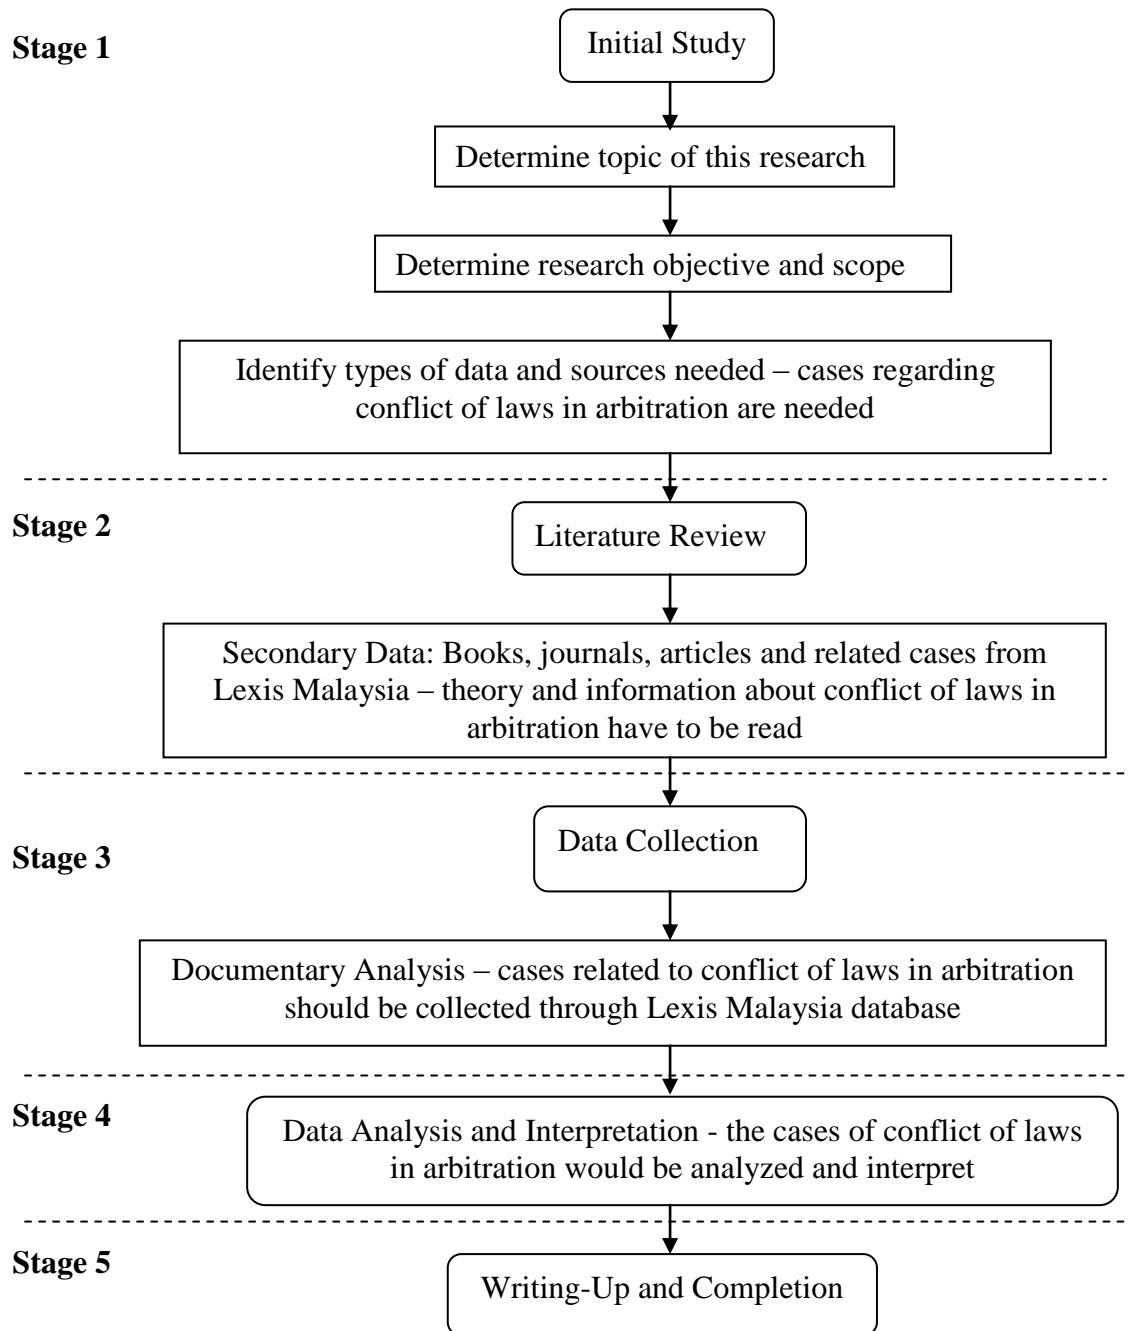 Stage 1
Initial Study
Determine topic of this research
Determine research objective and scope
Identify types of data and sources needed – cases regarding
conflict of laws in arbitration are needed
Stage 2
Literature Review
Secondary Data: Books, journals, articles and related cases from
Lexis Malaysia – theory and information about conflict of laws in
arbitration have to be read
Stage 3
Data Collection
Documentary Analysis – cases related to conflict of laws in arbitration
should be collected through Lexis Malaysia database
Stage 4
Data Analysis and Interpretation - the cases of conflict of laws
in arbitration would be analyzed and interpret
Stage 5
Writing-Up and Completion